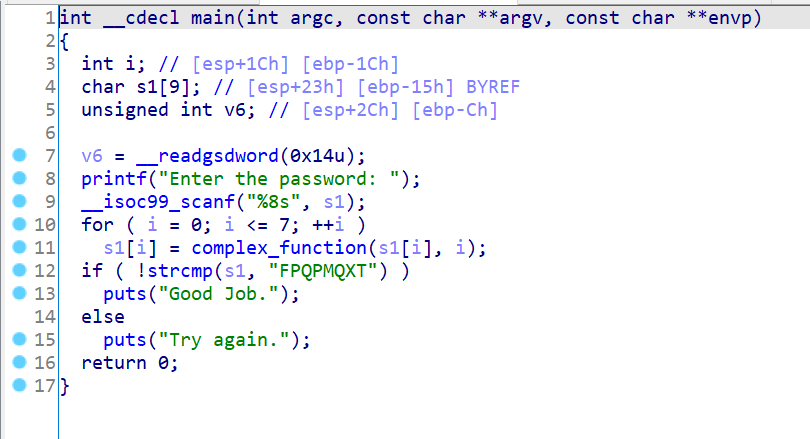 1 int __cdecl main(int argc, const char **argv, const char **envp)
2 {
3   int i; // [esp+1Ch] [ebp-1Ch]
4   char s1[9]; // [esp+23h] [ebp-15h] BYREF
5   unsigned int v6; // [esp+2Ch] [ebp-Ch]
6
7   v6 = __readgsdword(0x14u);
8   printf("Enter the password: ");
9   __isoc99_scanf("%8s", s1);
10   for ( i = 0; i <= 7; ++i )
11     s1[i] = complex_function(s1[i], i);
12   if ( !strcmp(s1, "FPQPMQXT") )
13     puts("Good Job.");
14   else
15     puts("Try again.");
16   return 0;
17 }